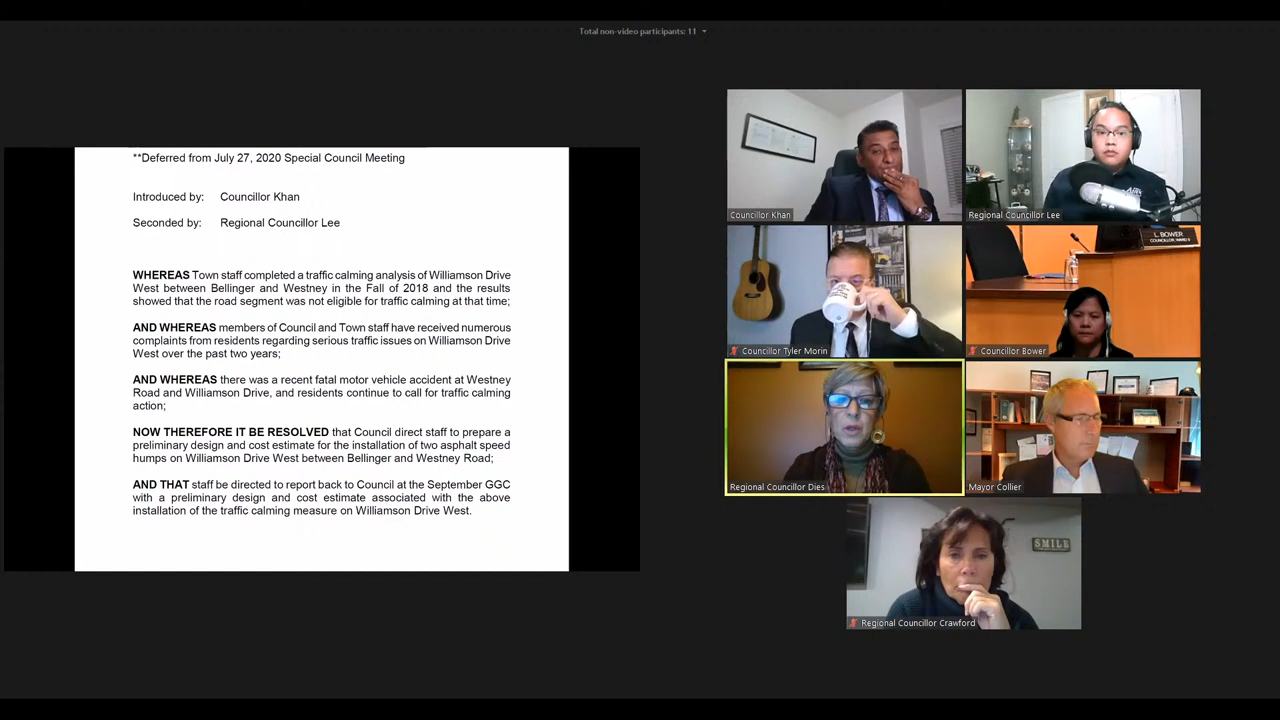 Total non-video participants: 11
**Deferred from July 27, 2020 Special Council Meeting
Introduced by: Councillor Khan
Seconded by: Regional Councillor Lee
WHEREAS Town staff completed a traffic calming analysis of Williamson Drive
West between Bellinger and Westney in the Fall of 2018 and the results
showed that the road segment was not eligible for traffic calming at that time;
AND WHEREAS members of Council and Town staff have received numerous
complaints from residents regarding serious traffic issues on Williamson Drive
West over the past two years;
AND WHEREAS there was a recent fatal motor vehicle accident at Westney
Road and Williamson Drive, and residents continue to call for traffic calming
action;
NOW THEREFORE IT BE RESOLVED that Council direct staff to prepare a
preliminary design and cost estimate for the installation of two asphalt speed
humps on Williamson Drive West between Bellinger and Westney Road;
AND THAT staff be directed to report back to Council at the September GGC
with a preliminary design and cost estimate associated with the above
installation of the traffic calming measure on Williamson Drive West.
Councillor Khan
Regional Councillor Lee
Councillor Tyler Morin
L. BOWER
Councillor Bower
Regional Councillor Dies
Mayor Collier
SMILE
Regional Councillor Crawford